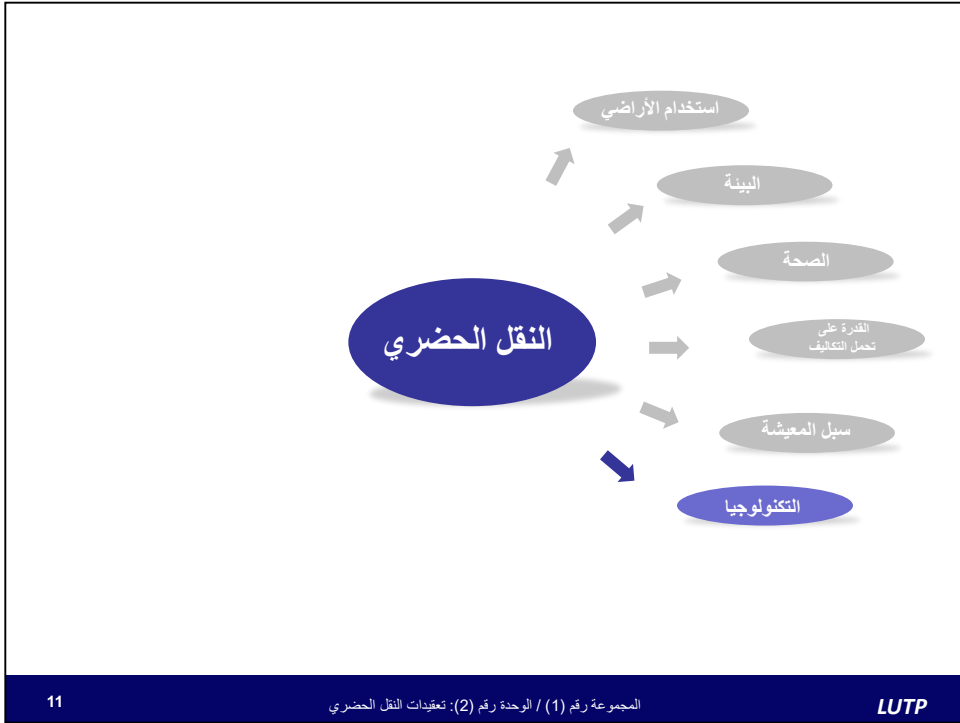 استخدام الأراضي
البيئة
الصحة
النقل الحضري
القدرة على
تحمل التكاليف
سبل المعيشة
التكنولوجيا
11
المجموعة رقم (1) / الوحدة رقم (2): تعقيدات النقل الحضري
LUTP